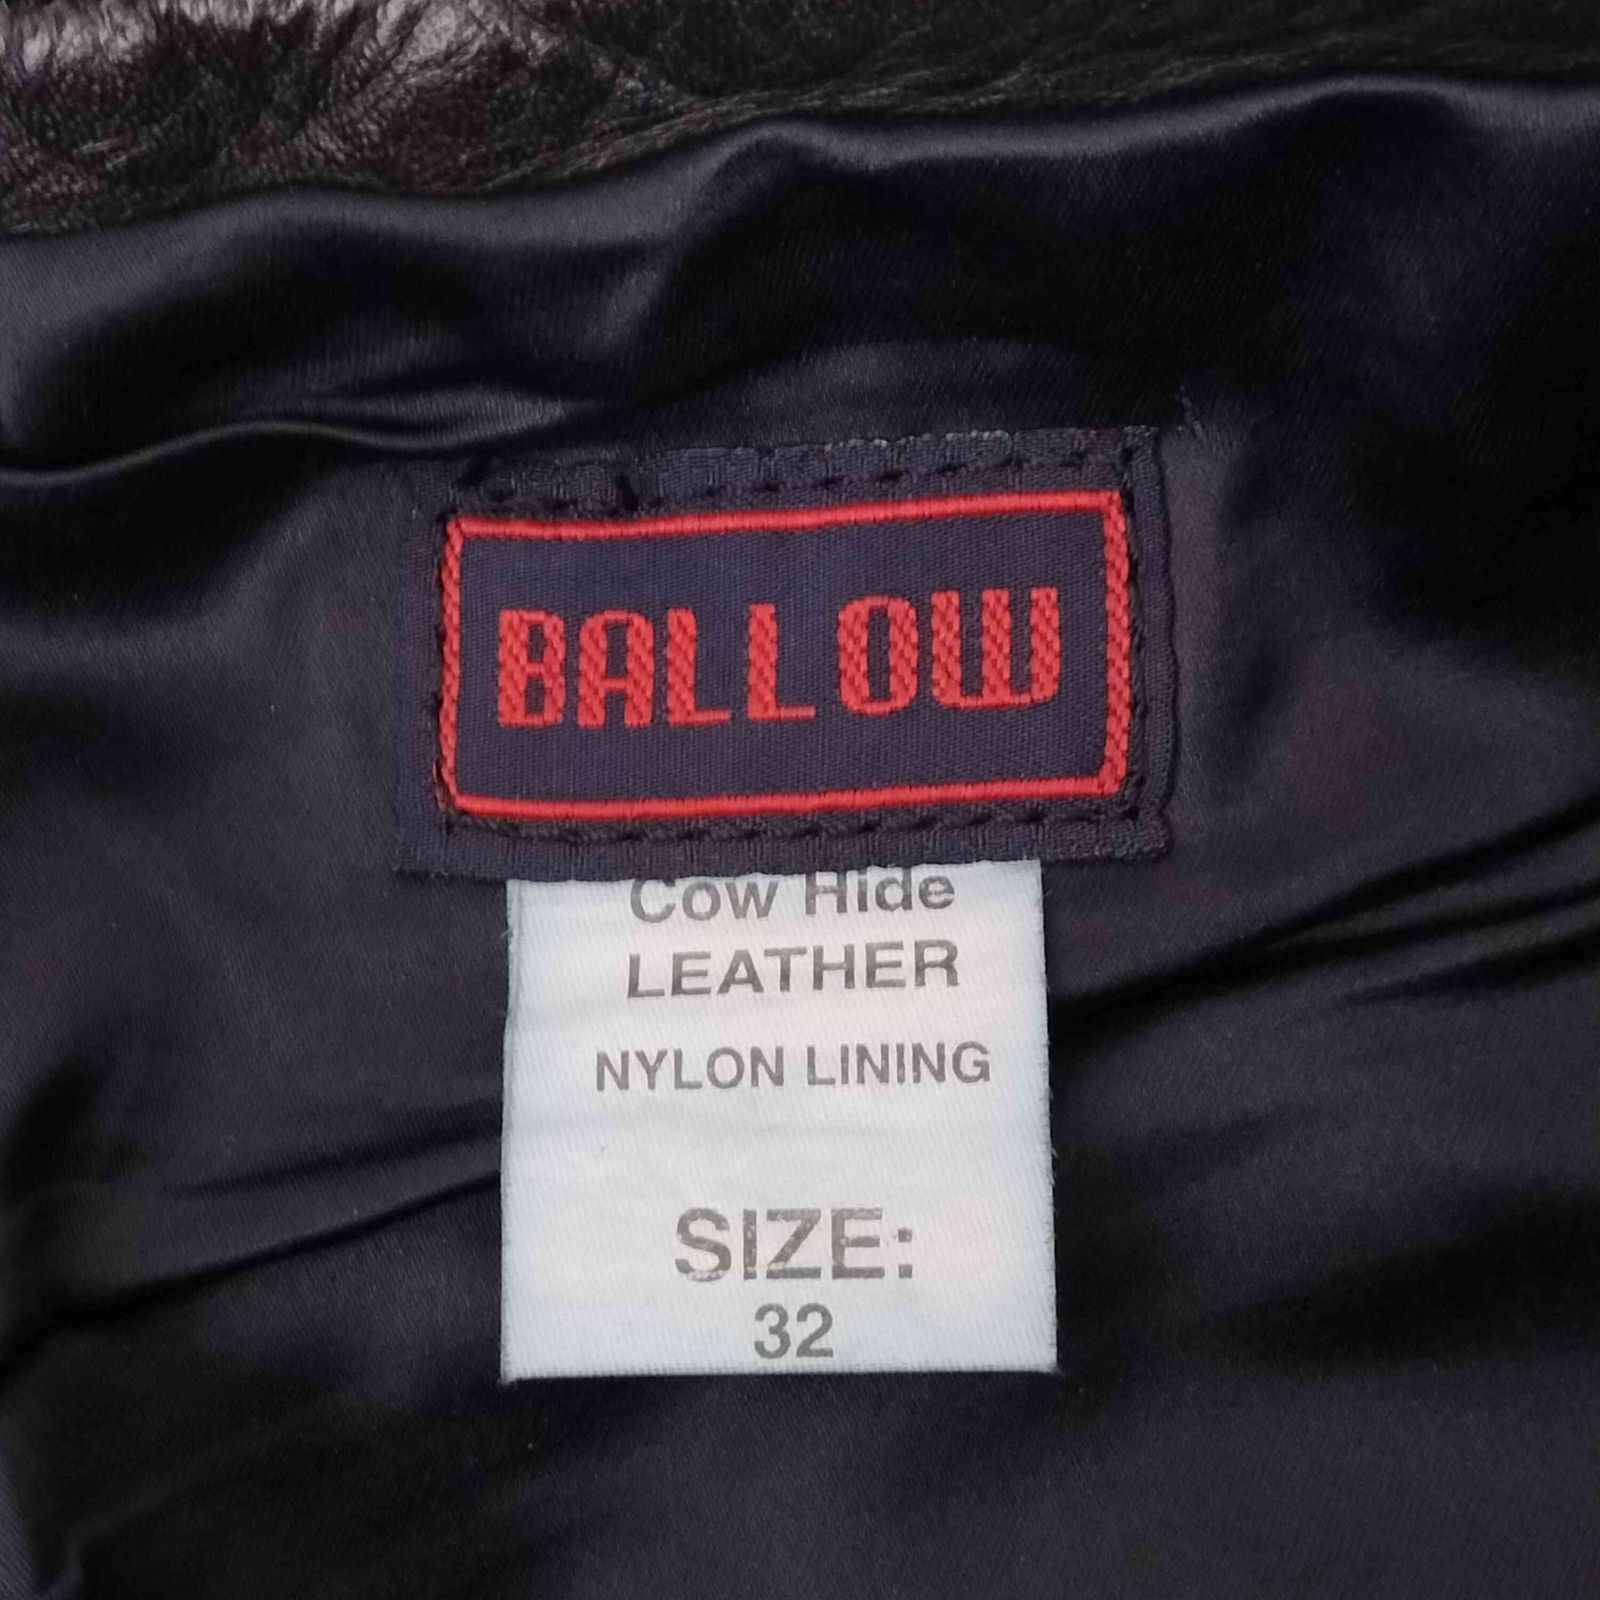 BALLOW
Cow Hide
LEATHER
NYLON LINING
SIZE:
32